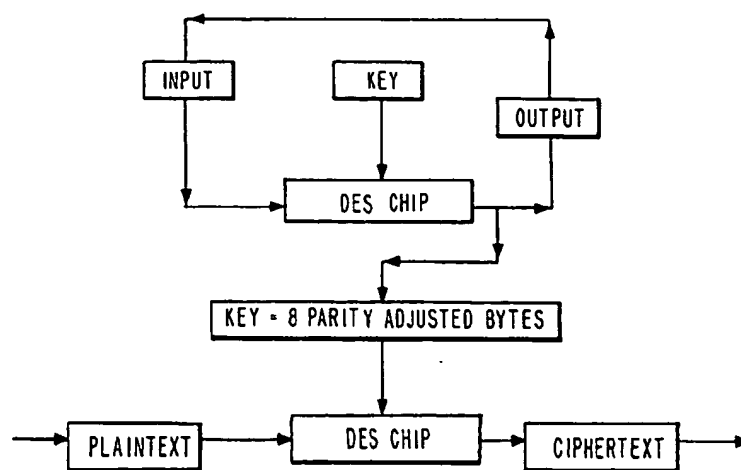 INPUT
KEY
OUTPUT
DES CHIP
KEY = 8 PARITY ADJUSTED BYTES
PLAINTEXT
DES CHIP
CIPHERTEXT